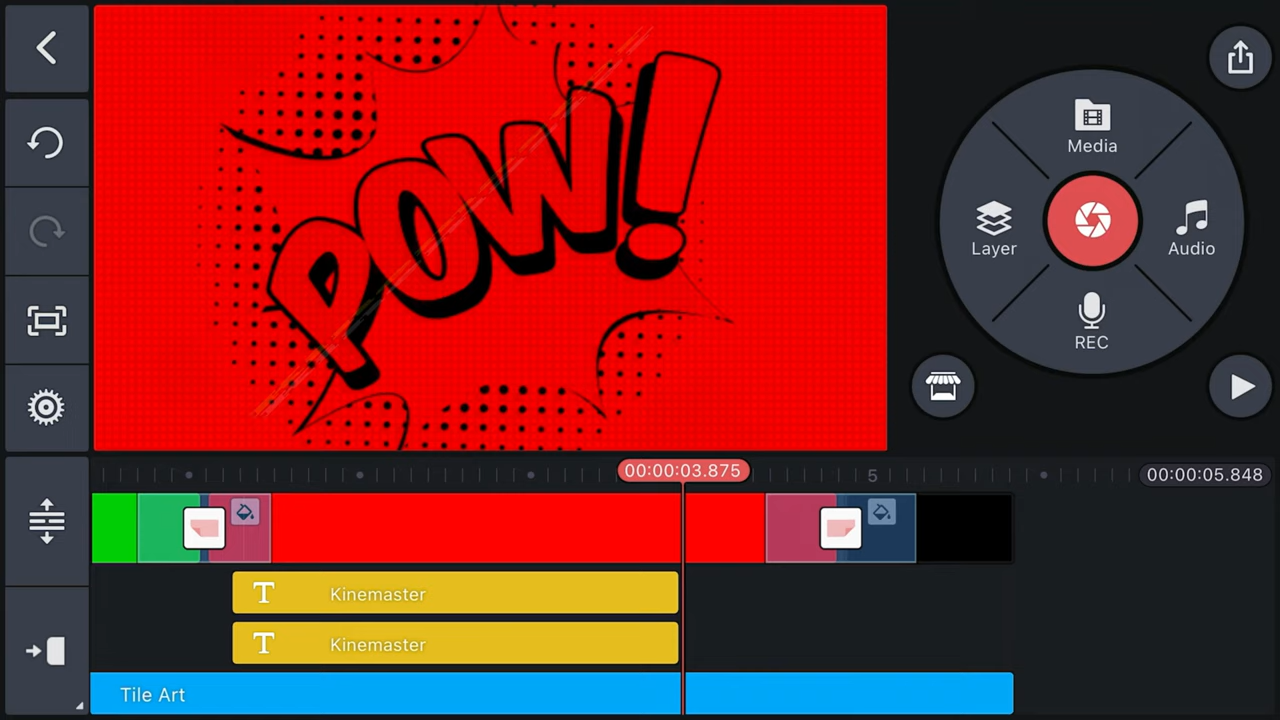 POW!
Media
Layer
Audio
REC
00:00:03.875
5
00:00:05.848
T Kinemaster
T Kinemaster
Tile Art